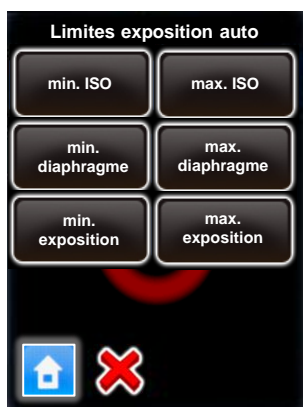 Limites exposition auto
min. ISO
max. ISO
min.
diaphragme
max.
diaphragme
min.
exposition
max.
exposition